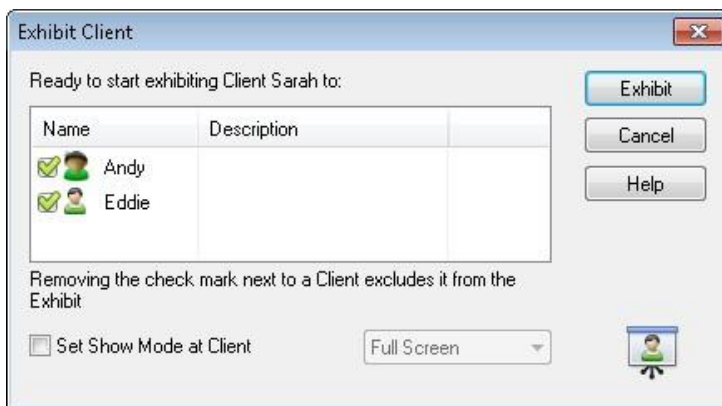 Exhibit Client
Ready to start exhibiting Client Sarah to:
Exhibit
Name Description
Cancel
Andy
Help
Eddie
Removing the check mark next to a Client excludes it from the
Exhibit
Set Show Mode at Client Full Screen